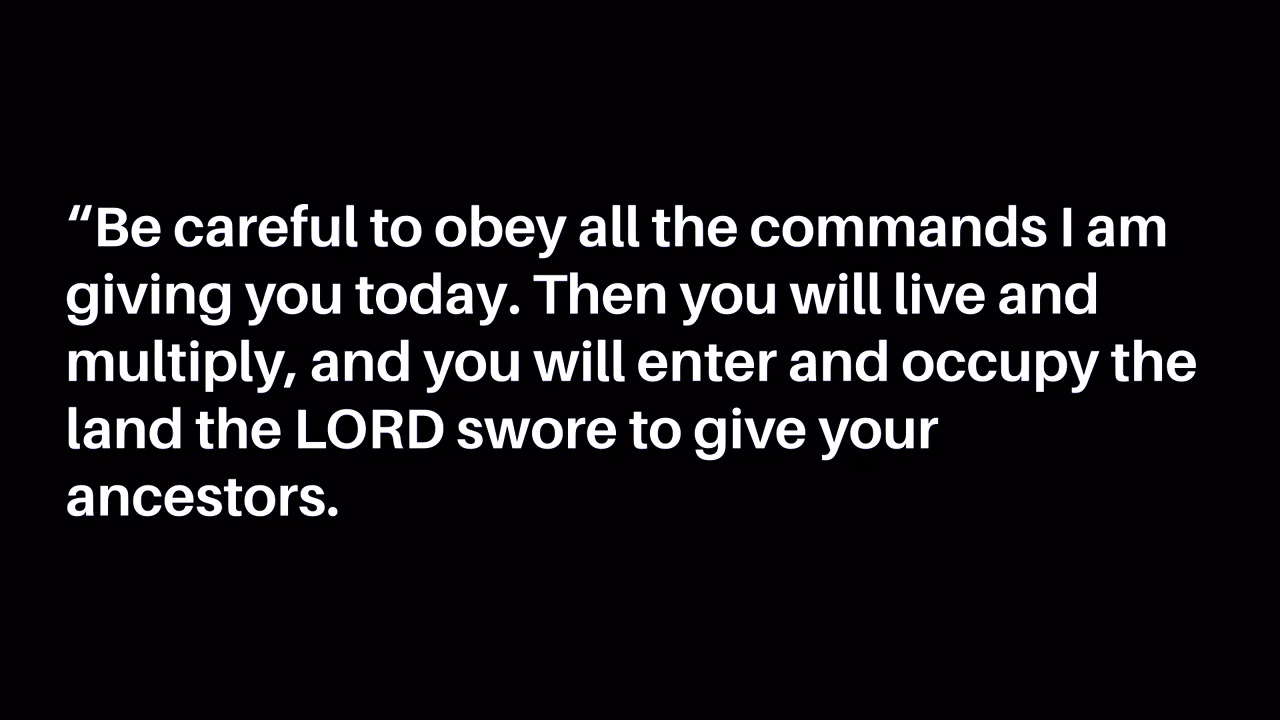 “Be careful to obey all the commands I am
giving you today. Then you will live and
multiply, and you will enter and occupy the
land the LORD swore to give your
ancestors.